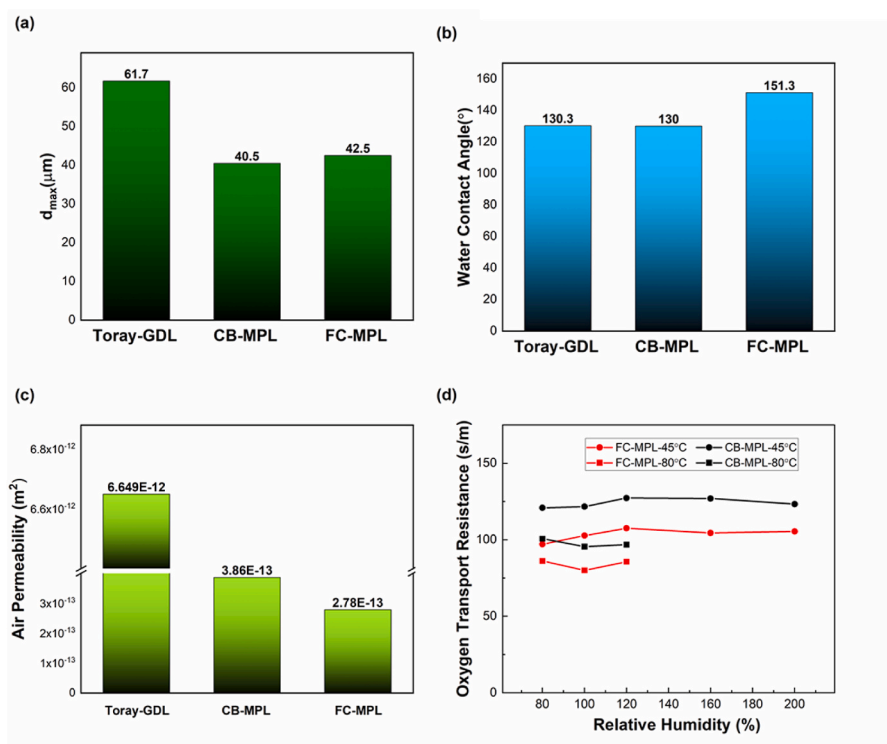 (a)
d_max(μm)
60
50
40
30
20
10
0
61.7
40.5
42.5
Toray-GDL CB-MPL FC-MPL
(b)
Water Contact Angle(°)
160
140
120
100
80
60
40
20
0
130.3
130
151.3
Toray-GDL CB-MPL FC-MPL
(c)
Air Permeability (m²)
6.8x10⁻¹²
6.6x10⁻¹²
3x10⁻¹³
2x10⁻¹³
1x10⁻¹³
0
6.649E-12
3.86E-13
2.78E-13
Toray-GDL CB-MPL FC-MPL
(d)
Oxygen Transport Resistance (s/m)
150
100
50
0
FC-MPL-45°C CB-MPL-45°C
FC-MPL-80°C CB-MPL-80°C
80 100 120 140 160 180 200
Relative Humidity (%)